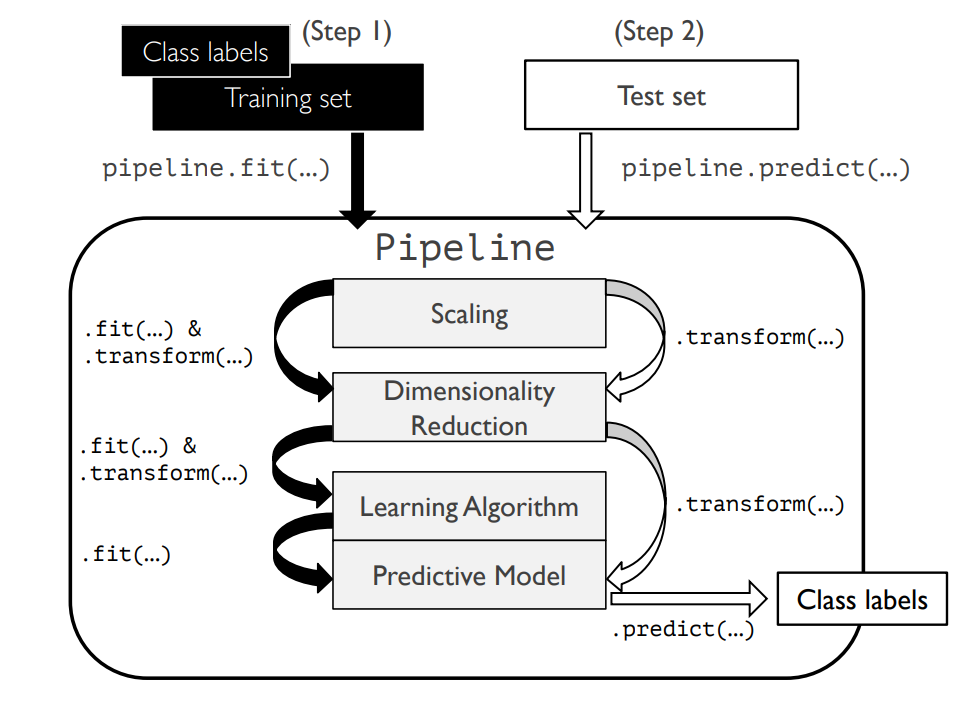 (Step 1)
(Step 2)
Class labels
Training set
Test set
pipeline.fit(…)
pipeline.predict(…)
Pipeline
Scaling
.fit(…) &
.transform(…)
.transform(…)
Dimensionality
Reduction
.fit(…) &
.transform(…)
Learning Algorithm
.transform(…)
.fit(…)
Predictive Model
Class labels
.predict(…)